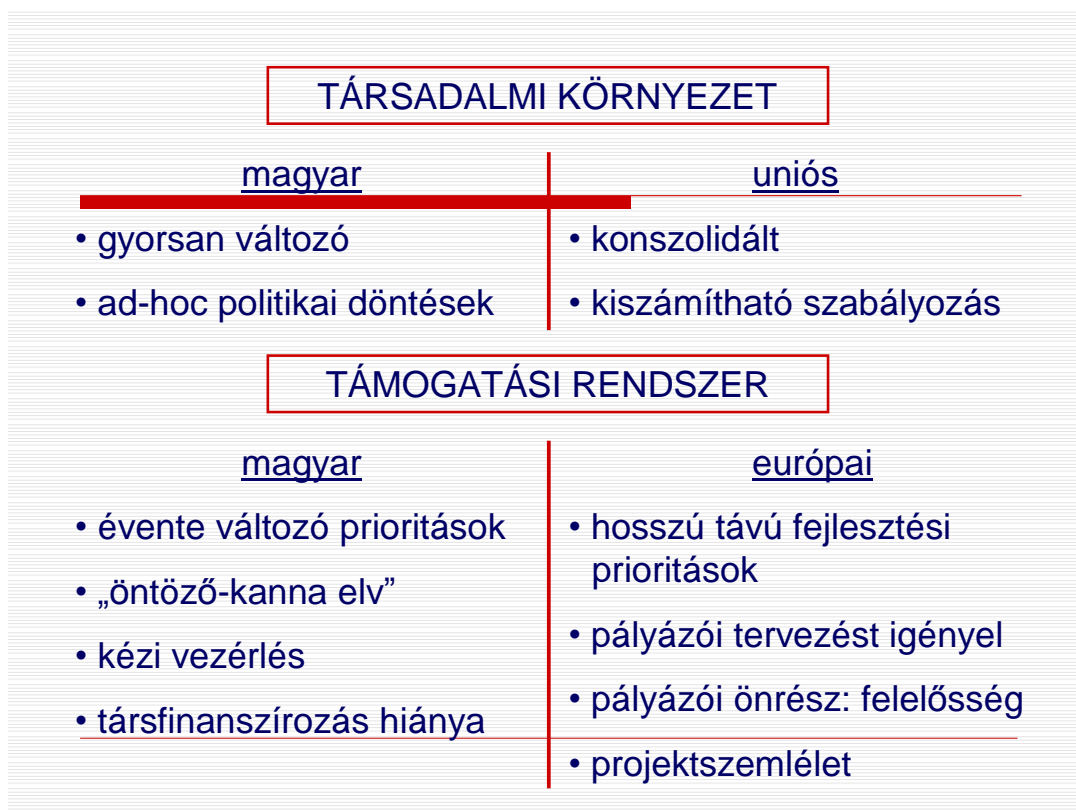 TÁRSADALMI KÖRNYEZET
magyar
• gyorsan változó
• ad-hoc politikai döntések
uniós
• konszolidált
• kiszámítható szabályozás
TÁMOGATÁSI RENDSZER
magyar
• évente változó prioritások
• „öntöző-kanna elv”
• kézi vezérlés
• társfinanszírozás hiánya
európai
• hosszú távú fejlesztési
prioritások
• pályázói tervezést igényel
• pályázói önrész: felelősség
• projektszemlélet